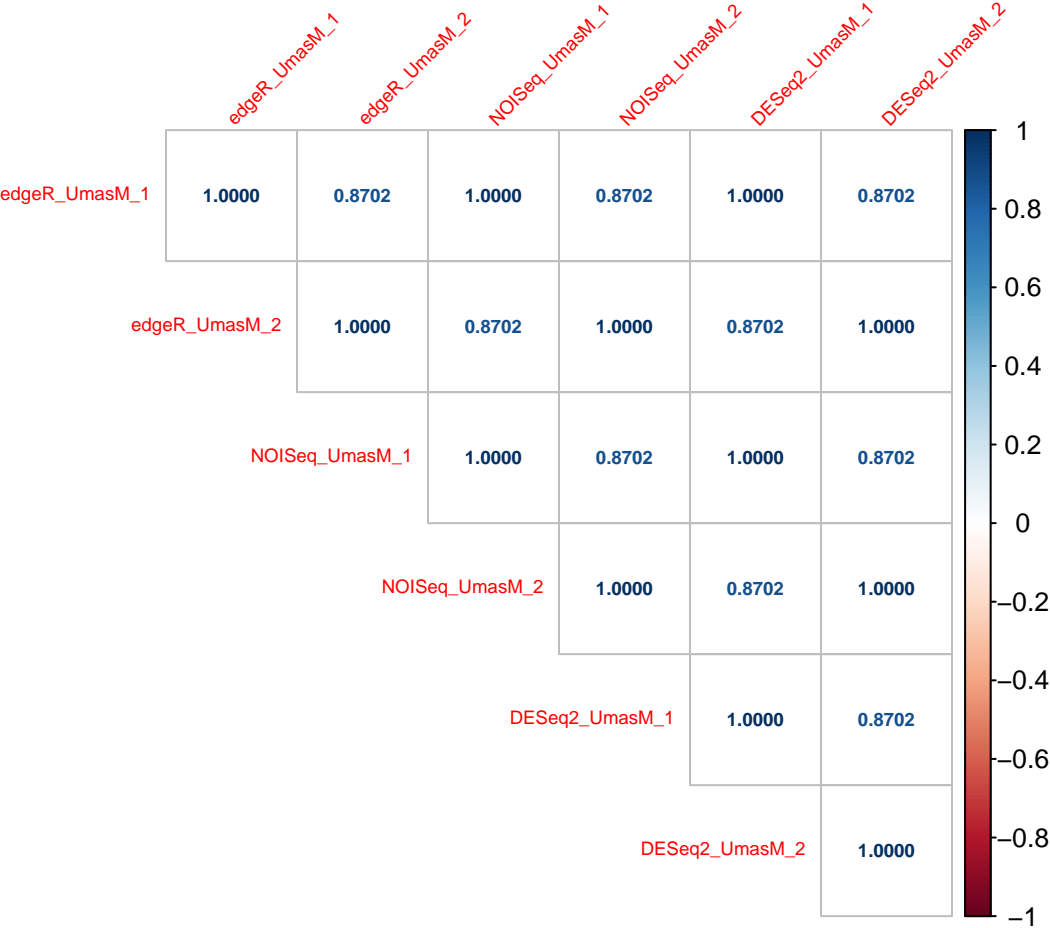 edgeR_UmasM_1
edgeR_UmasM_2
NOISeq_UmasM_1
NOISeq_UmasM_2
DESeq2_UmasM_1
DESeq2_UmasM_2
edgeR_UmasM_1 1.0000 0.8702 1.0000 0.8702 1.0000 0.8702
edgeR_UmasM_2 1.0000 0.8702 1.0000 0.8702 1.0000
NOISeq_UmasM_1 1.0000 0.8702 1.0000 0.8702
NOISeq_UmasM_2 1.0000 0.8702 1.0000
DESeq2_UmasM_1 1.0000 0.8702
DESeq2_UmasM_2 1.0000
1
0.8
0.6
0.4
0.2
0
−0.2
−0.4
−0.6
−0.8
−1